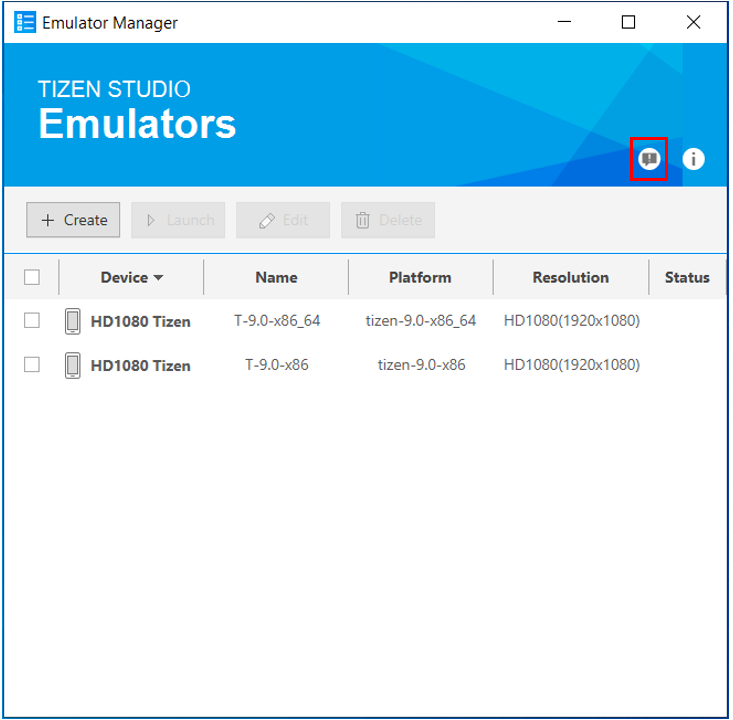 Emulator Manager
TIZEN STUDIO
Emulators
+ Create
Launch
Edit
Delete
Device Name Platform Resolution Status
HD1080 Tizen T-9.0-x86_64 tizen-9.0-x86_64 HD1080(1920x1080)
HD1080 Tizen T-9.0-x86 tizen-9.0-x86 HD1080(1920x1080)